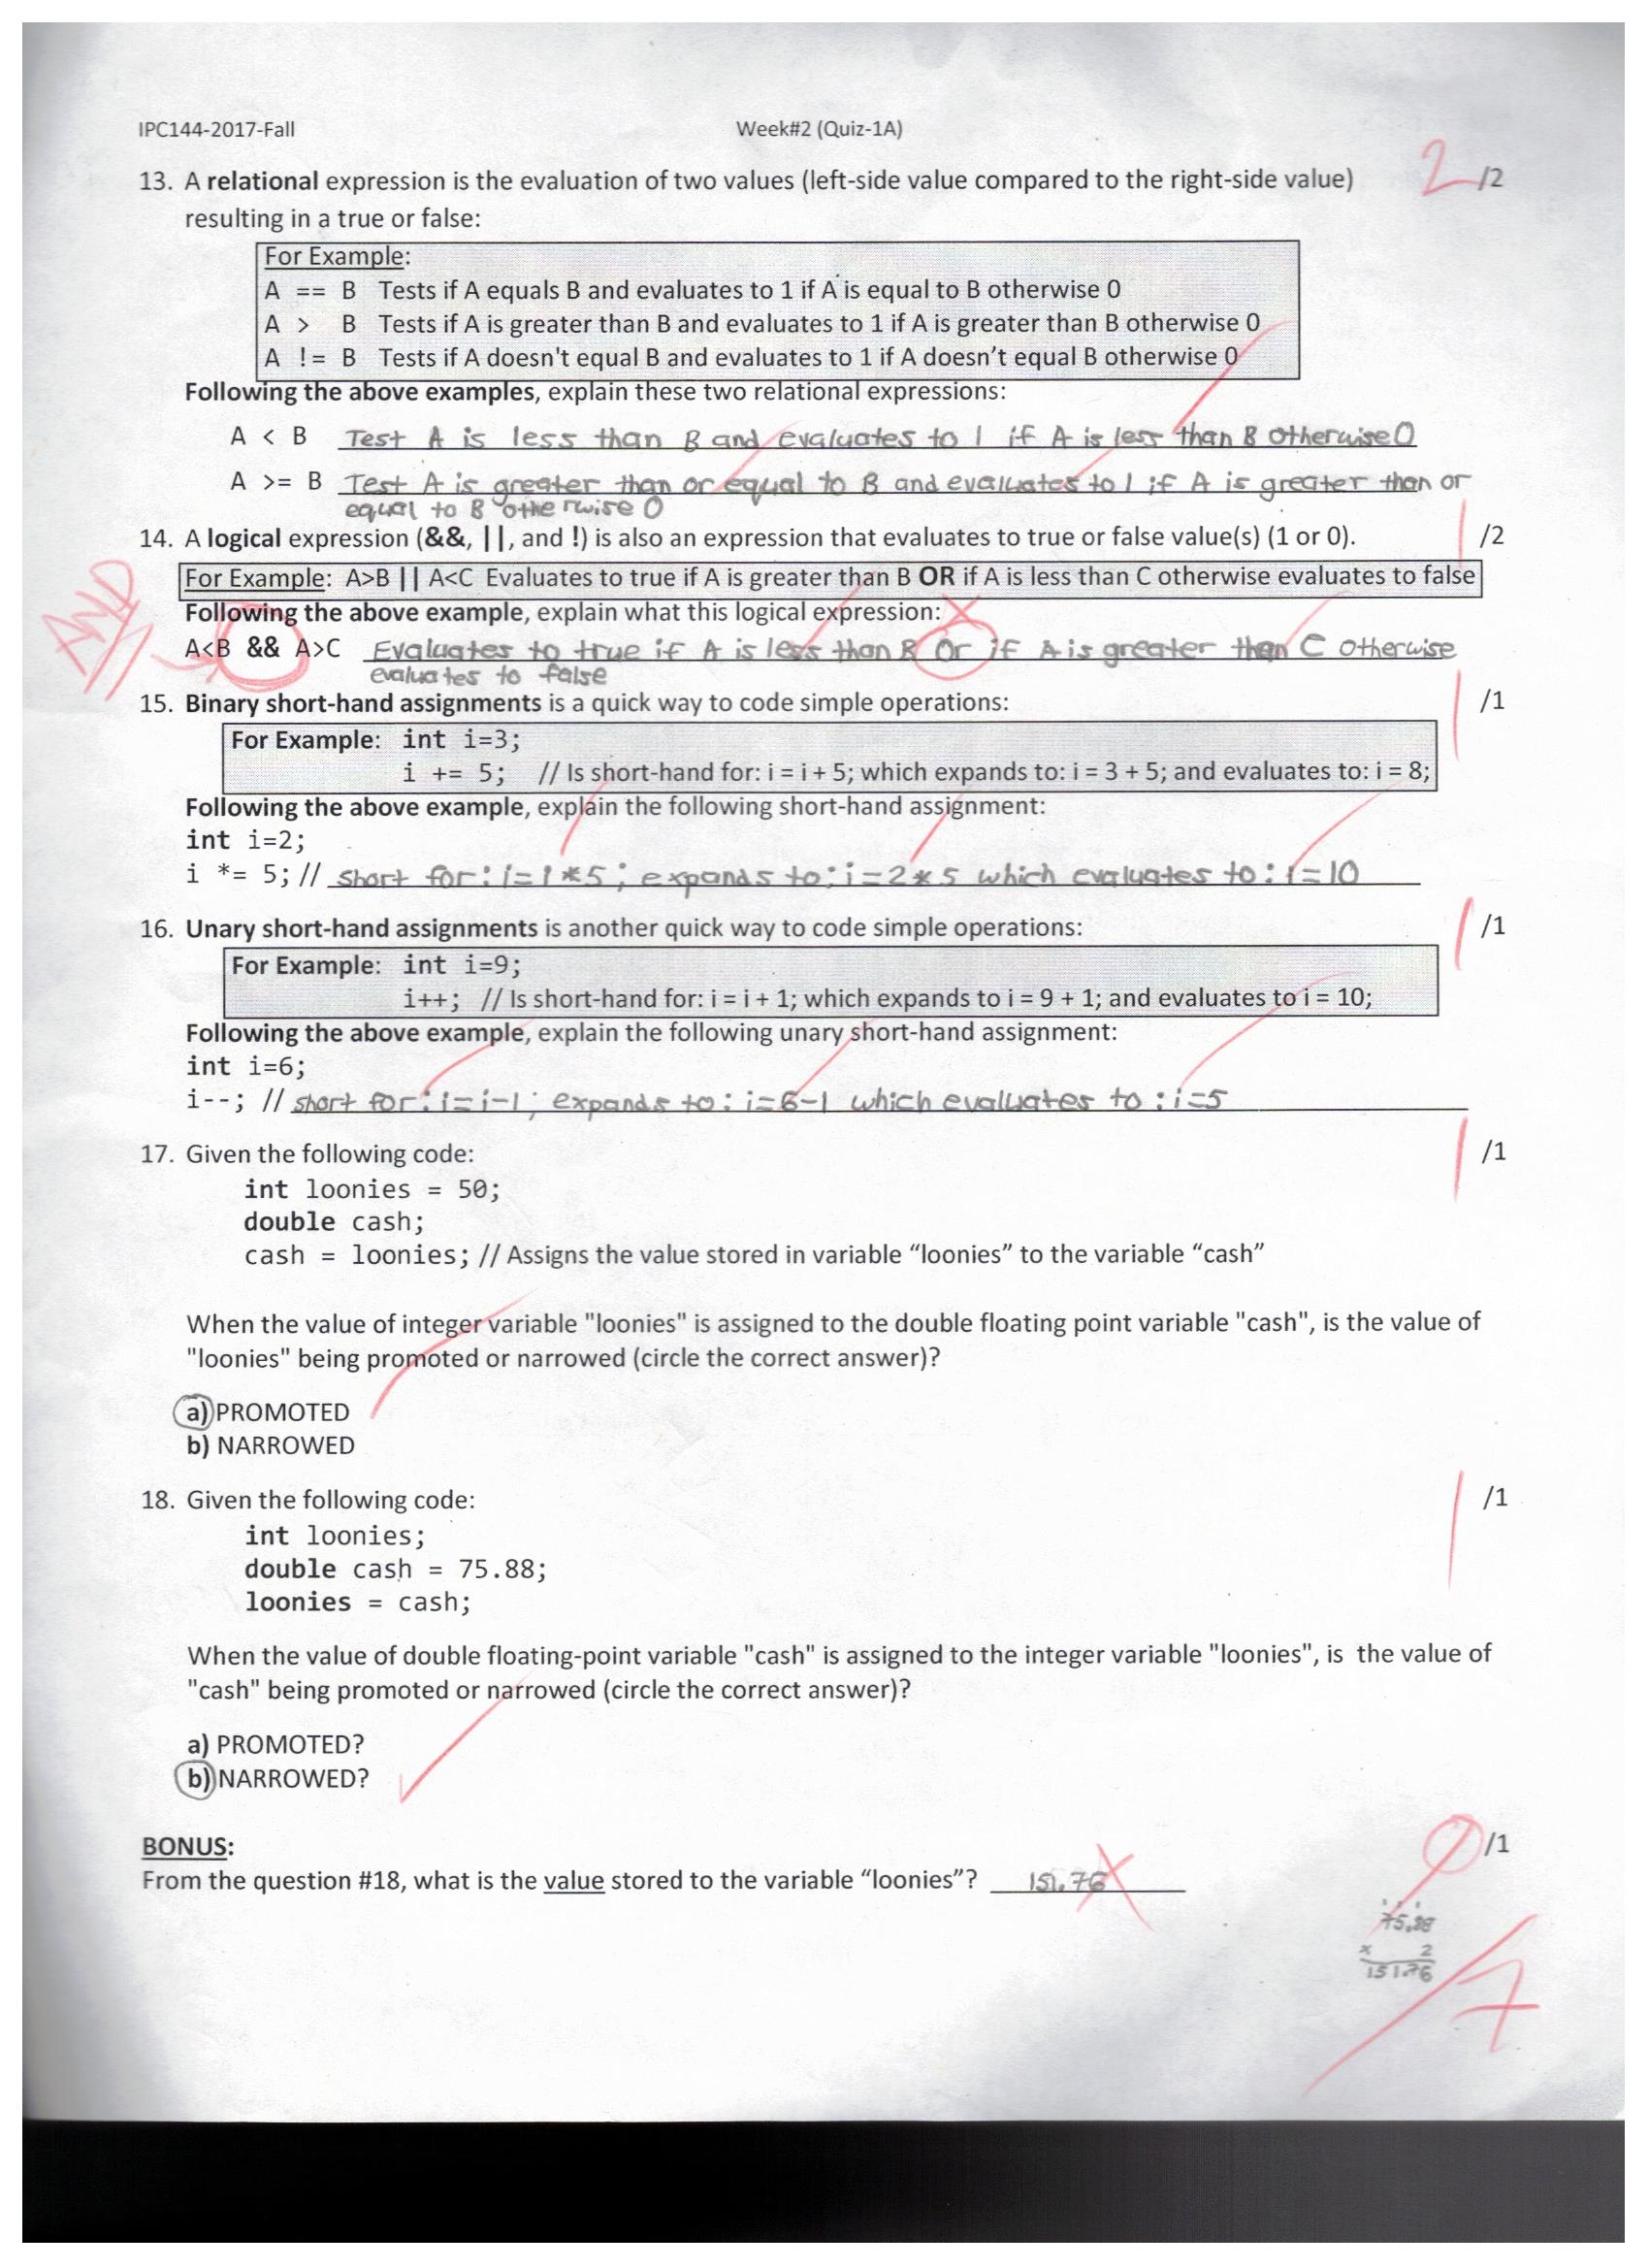 IPC144-2017-Fall Week#2 (Quiz-1A)
13. A relational expression is the evaluation of two values (left-side value compared to the right-side value) 2 /2
resulting in a true or false:
For Example:
A == B Tests if A equals B and evaluates to 1 if A is equal to B otherwise 0
A > B Tests if A is greater than B and evaluates to 1 if A is greater than B otherwise 0
A != B Tests if A doesn't equal B and evaluates to 1 if A doesn't equal B otherwise 0
Following the above examples, explain these two relational expressions:
A < B Test A is less than B and evaluates to 1 if A is less than B otherwise 0
A >= B Test A is greater than or equal to B and evaluates to 1 if A is greater than or
equal to B otherwise 0
14. A logical expression (&&, ||, and !) is also an expression that evaluates to true or false value(s) (1 or 0). 1 /2
For Example: A>B || A<C Evaluates to true if A is greater than B OR if A is less than C otherwise evaluates to false
AND
Following the above example, explain what this logical expression:
A<B && A>C Evaluates to true if A is less than B Or if A is greater than C otherwise
evaluates to false
15. Binary short-hand assignments is a quick way to code simple operations: 1 /1
For Example: int i=3;
i += 5; // Is short-hand for: i = i + 5; which expands to: i = 3 + 5; and evaluates to: i = 8;
Following the above example, explain the following short-hand assignment:
int i=2;
i *= 5; // short for: i=i*5; expands to: i=2*5 which evaluates to: i=10
16. Unary short-hand assignments is another quick way to code simple operations: 1 /1
For Example: int i=9;
i++; // Is short-hand for: i = i + 1; which expands to i = 9 + 1; and evaluates to i = 10;
Following the above example, explain the following unary short-hand assignment:
int i=6;
i--; // short for: i=i-1; expands to: i=6-1 which evaluates to: i=5
17. Given the following code: 1 /1
int loonies = 50;
double cash;
cash = loonies; // Assigns the value stored in variable “loonies” to the variable “cash”
When the value of integer variable "loonies" is assigned to the double floating point variable "cash", is the value of
"loonies" being promoted or narrowed (circle the correct answer)?
a) PROMOTED
b) NARROWED
18. Given the following code: 1 /1
int loonies;
double cash = 75.88;
loonies = cash;
When the value of double floating-point variable "cash" is assigned to the integer variable "loonies", is the value of
"cash" being promoted or narrowed (circle the correct answer)?
a) PROMOTED?
b) NARROWED?
BONUS: /1
From the question #18, what is the value stored to the variable “loonies”? 151.76
75.88
x 2
151.76
7